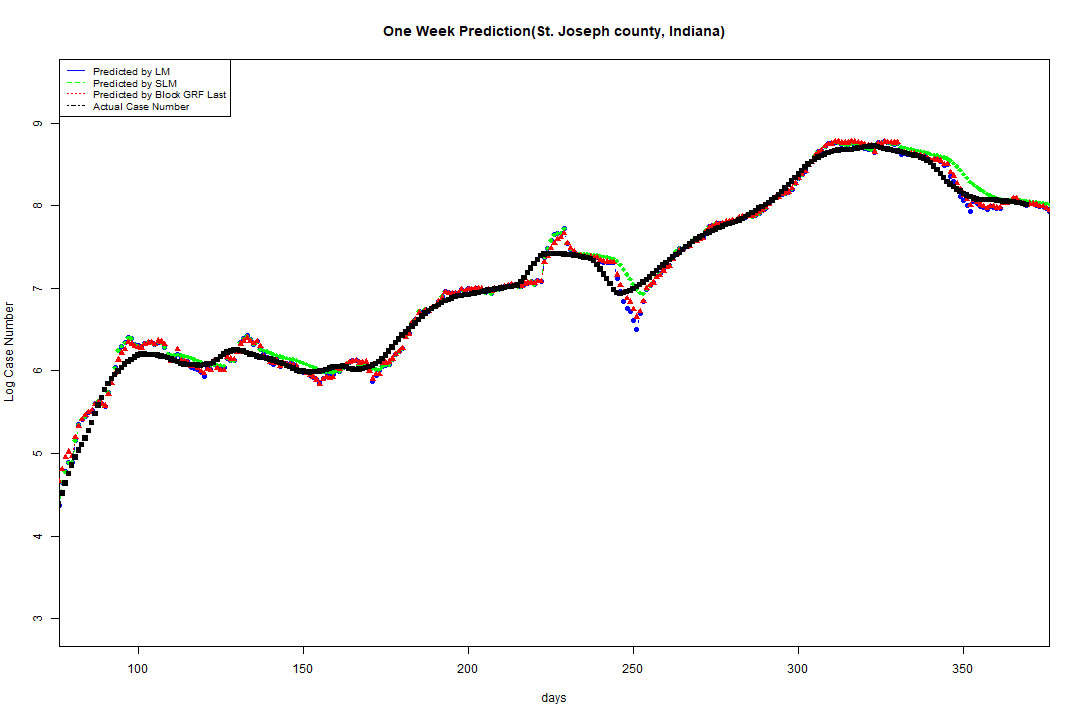 One Week Prediction(St. Joseph county, Indiana)
Predicted by LM
Predicted by SLM
Predicted by Block GRF Last
Actual Case Number
9
8
7
6
5
4
3
Log Case Number
100 150 200 250 300 350
days